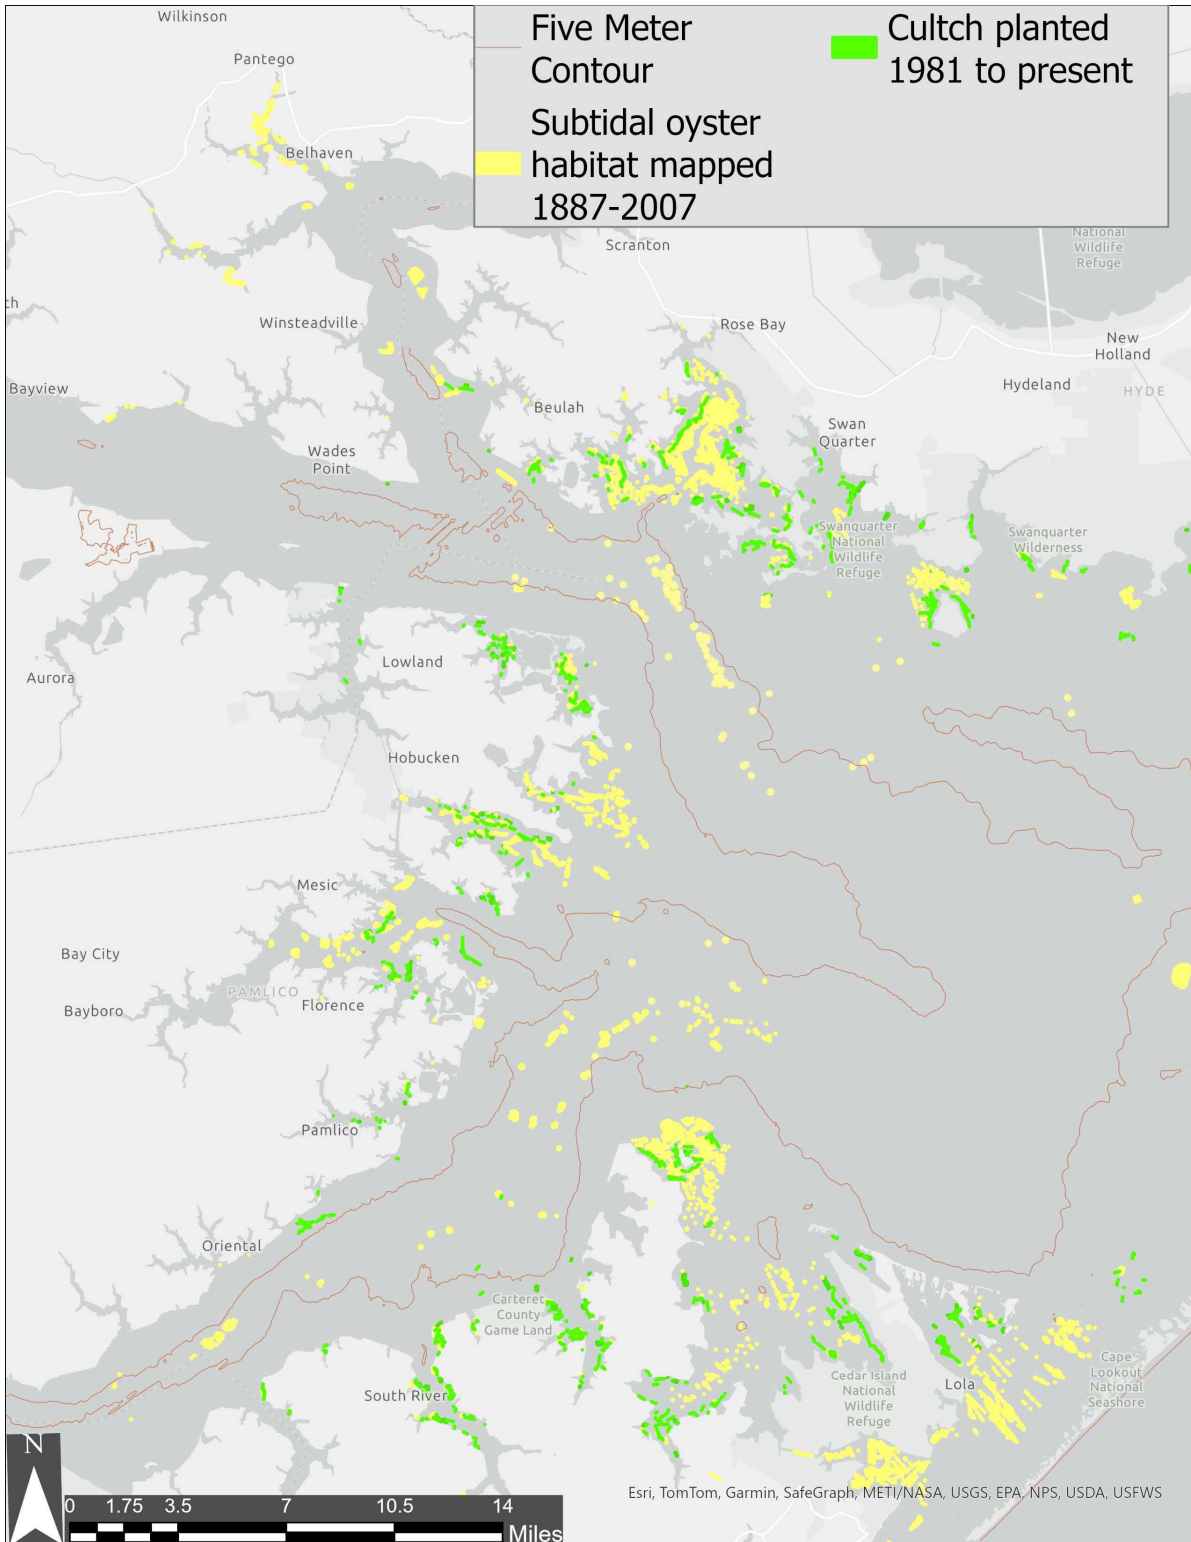 Wilkinson
Pantego
Five Meter
Contour
Cultch planted
1981 to present
Subtidal oyster
habitat mapped
1887-2007
Belhaven
National
Wildlife
Refuge
Scranton
ch
Winsteadville
Rose Bay
New
Holland
Bayview
Hydeland
HYDE
Beulah
Swan
Quarter
Wades
Point
Swanquarter
National
Wildlife
Refuge
Swanquarter
Wilderness
Lowland
Aurora
Hobucken
Mesic
Bay City
PAMLICO
Florence
Bayboro
Pamlico
Oriental
Carteret
County
Game Land
South River
Cedar Island
National
Wildlife
Refuge
Lola
Cape
Lookout
National
Seashore
N
Esri, TomTom, Garmin, SafeGraph, METI/NASA, USGS, EPA, NPS, USDA, USFWS
0 1.75 3.5 7 10.5 14
Miles